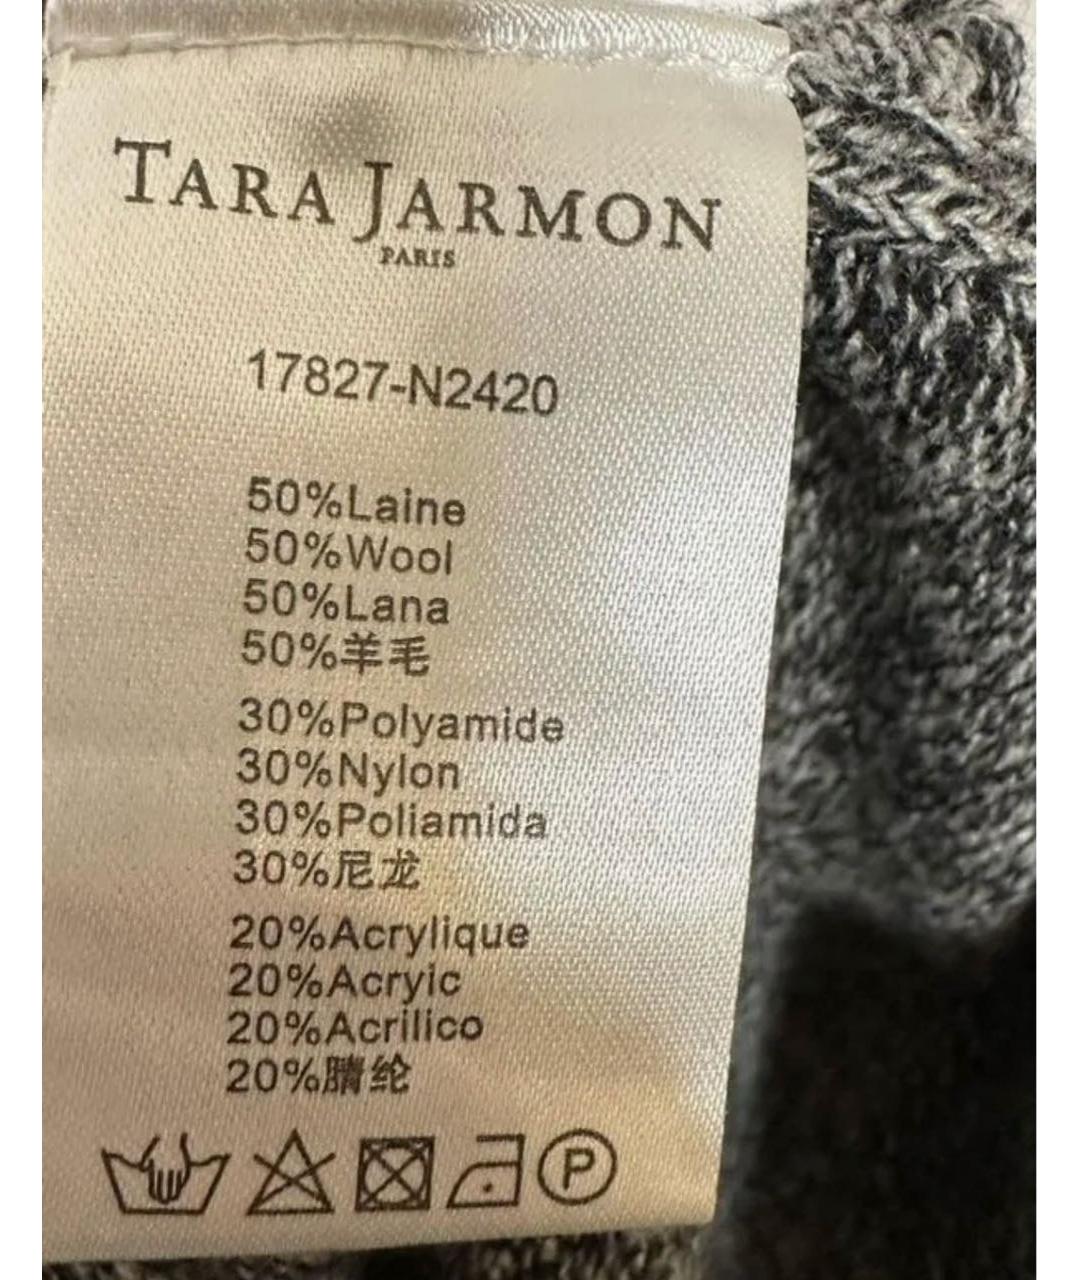 TARA JARMON
PARIS
17827-N2420
50%Laine
50%Wool
50%Lana
50%羊毛
30%Polyamide
30%Nylon
30%Poliamida
30%尼龙
20%Acrylique
20%Acryic
20%Acrilico
20%腈纶
P